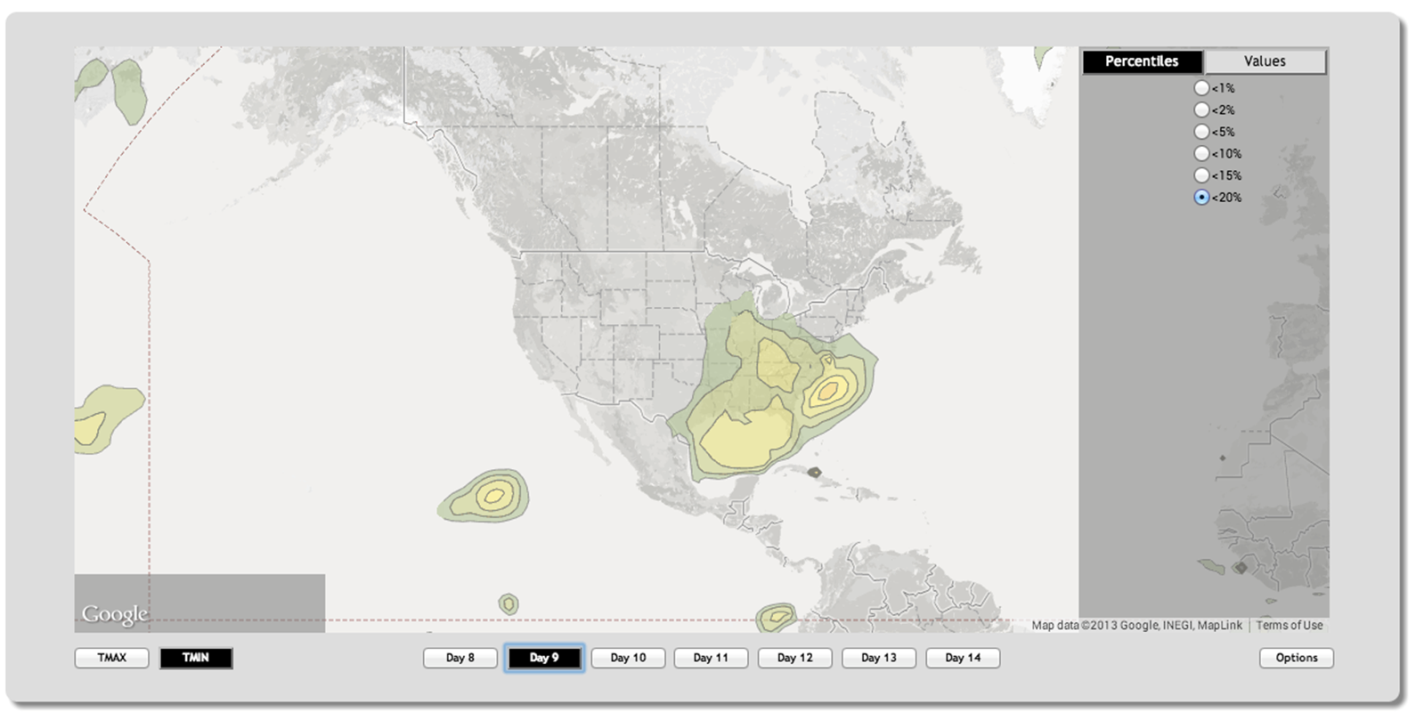 Percentiles Values
<1%
<2%
<5%
<10%
<15%
<20%
Google
Map data ©2013 Google, INEGI, MapLink Terms of Use
TMAX TMIN Day 8 Day 9 Day 10 Day 11 Day 12 Day 13 Day 14 Options